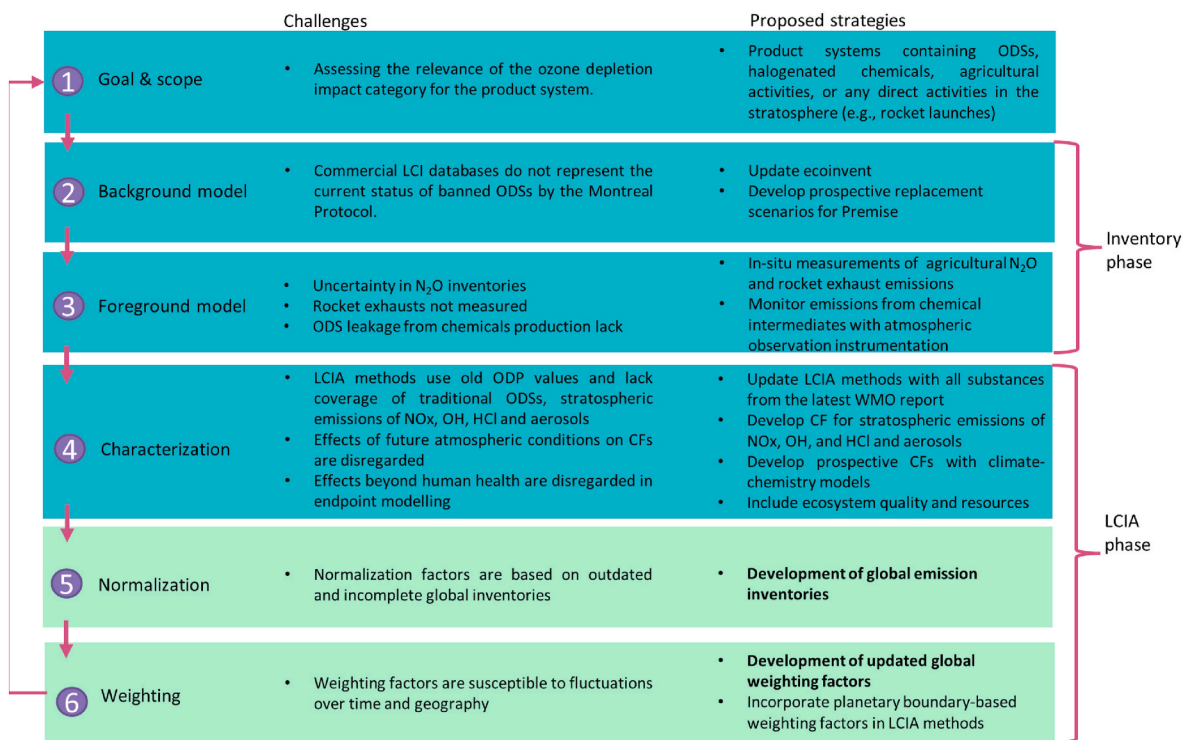 Challenges
Proposed strategies
1
Goal & scope
• Assessing the relevance of the ozone depletion
impact category for the product system.
• Product systems containing ODSs,
halogenated chemicals, agricultural
activities, or any direct activities in the
stratosphere (e.g., rocket launches)
2
Background model
• Commercial LCI databases do not represent the
current status of banned ODSs by the Montreal
Protocol.
• Update ecoinvent
• Develop prospective replacement
scenarios for Premise
Inventory
phase
3
Foreground model
• Uncertainty in N₂O inventories
• Rocket exhausts not measured
• ODS leakage from chemicals production lack
• In-situ measurements of agricultural N₂O
and rocket exhaust emissions
• Monitor emissions from chemical
intermediates with atmospheric
observation instrumentation
4
Characterization
• LCIA methods use old ODP values and lack
coverage of traditional ODSs, stratospheric
emissions of NOx, OH, HCl and aerosols
• Effects of future atmospheric conditions on CFs
are disregarded
• Effects beyond human health are disregarded in
endpoint modelling
• Update LCIA methods with all substances
from the latest WMO report
• Develop CF for stratospheric emissions of
NOx, OH, and HCl and aerosols
• Develop prospective CFs with climate-
chemistry models
• Include ecosystem quality and resources
LCIA
phase
5
Normalization
• Normalization factors are based on outdated
and incomplete global inventories
• Development of global emission
inventories
6
Weighting
• Weighting factors are susceptible to fluctuations
over time and geography
• Development of updated global
weighting factors
• Incorporate planetary boundary-based
weighting factors in LCIA methods